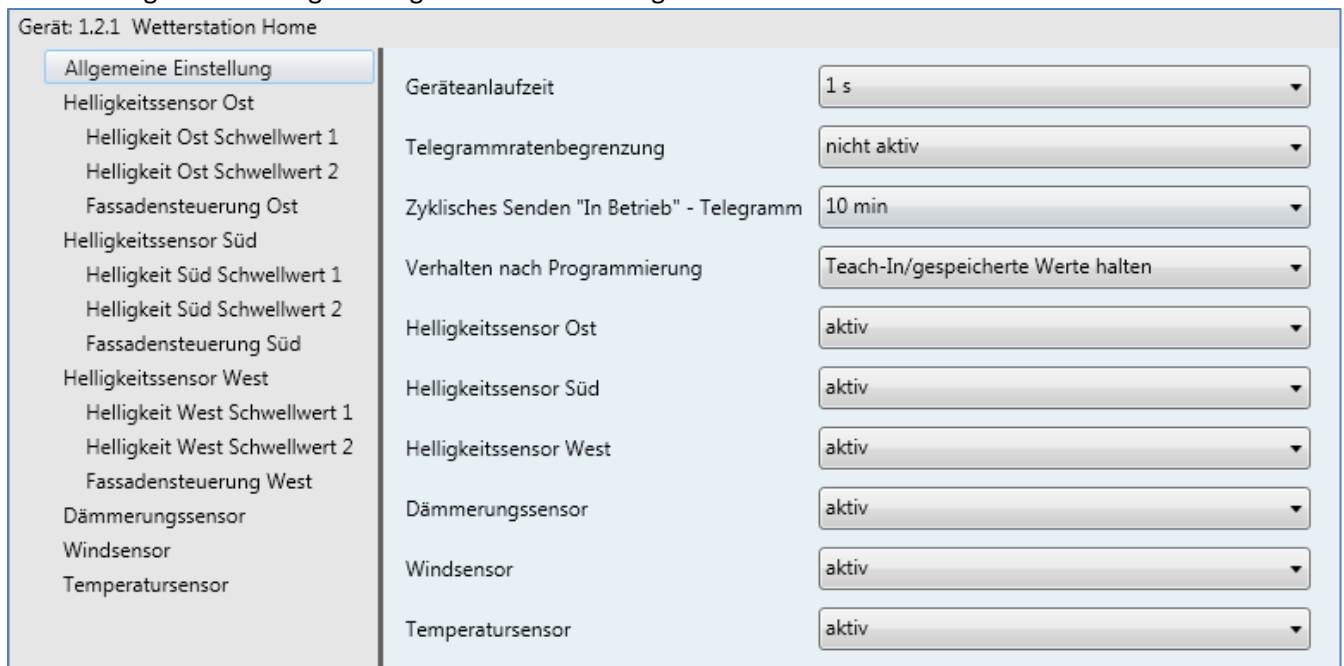 Gerät: 1.2.1 Wetterstation Home
Allgemeine Einstellung
Helligkeitssensor Ost
Helligkeit Ost Schwellwert 1
Helligkeit Ost Schwellwert 2
Fassadensteuerung Ost
Helligkeitssensor Süd
Helligkeit Süd Schwellwert 1
Helligkeit Süd Schwellwert 2
Fassadensteuerung Süd
Helligkeitssensor West
Helligkeit West Schwellwert 1
Helligkeit West Schwellwert 2
Fassadensteuerung West
Dämmerungssensor
Windsensor
Temperatursensor
Geräteanlaufzeit 1 s
Telegrammratenbegrenzung nicht aktiv
Zyklisches Senden "In Betrieb" - Telegramm 10 min
Verhalten nach Programmierung Teach-In/gespeicherte Werte halten
Helligkeitssensor Ost aktiv
Helligkeitssensor Süd aktiv
Helligkeitssensor West aktiv
Dämmerungssensor aktiv
Windsensor aktiv
Temperatursensor aktiv